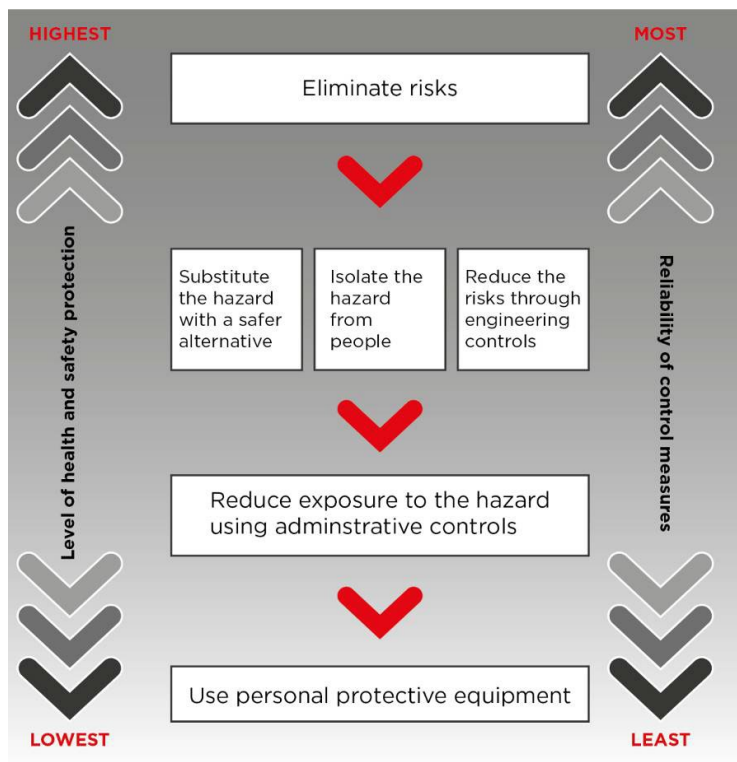 HIGHEST
MOST
Eliminate risks
Substitute
the hazard
with a safer
alternative
Isolate the
hazard
from
people
Reduce the
risks through
engineering
controls
Level of health and safety protection
Reliability of control measures
Reduce exposure to the hazard
using adminstrative controls
Use personal protective equipment
LOWEST
LEAST